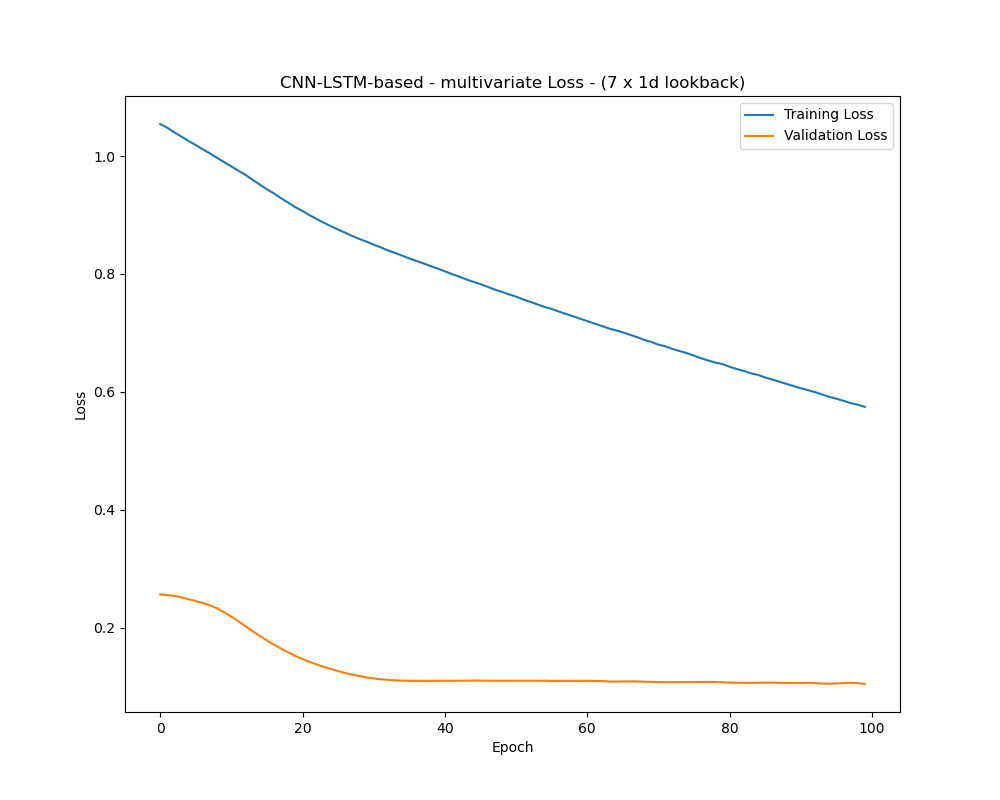 CNN-LSTM-based - multivariate Loss - (7 x 1d lookback)
Training Loss
Validation Loss
Loss
1.0
0.8
0.6
0.4
0.2
0 20 40 60 80 100
Epoch